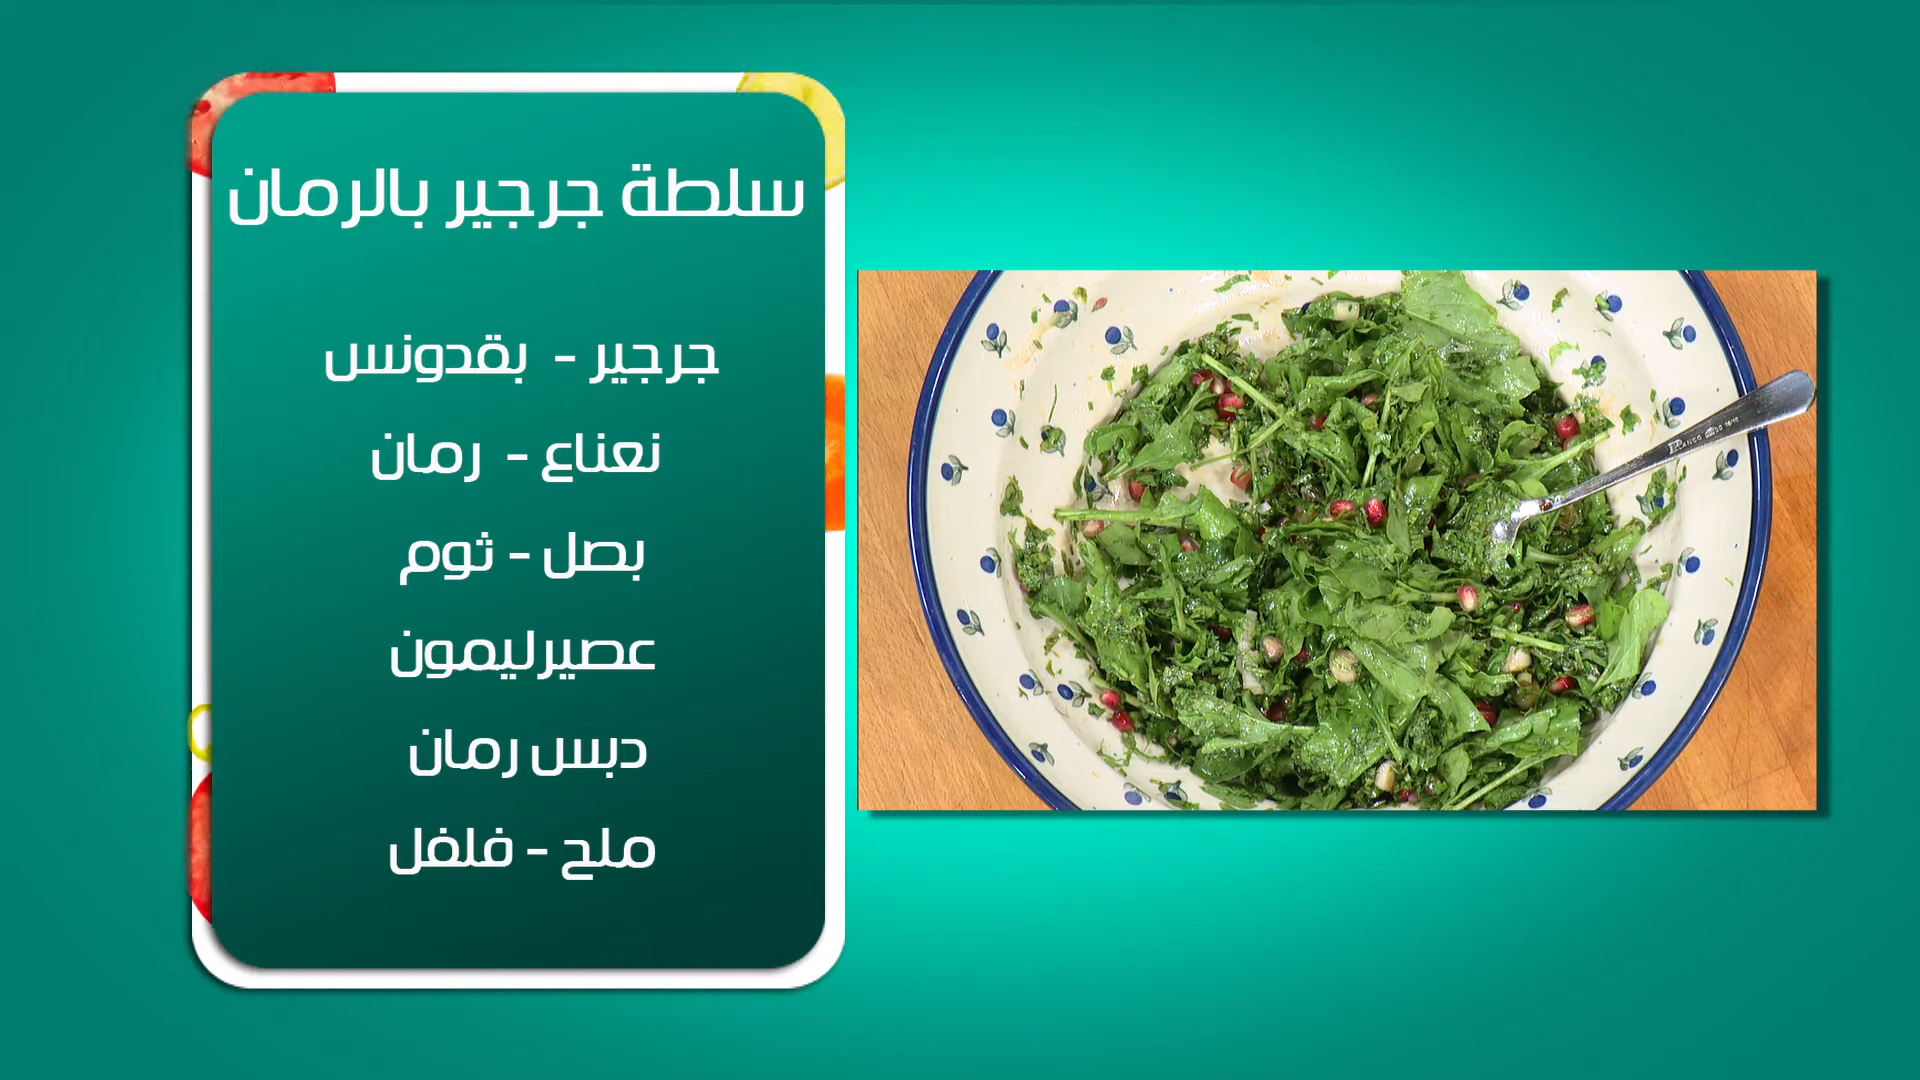 سلطة جرجير بالرمان
جرجير - بقدونس
نعناع - رمان
بصل - ثوم
عصيرليمون
دبس رمان
ملح - فلفل